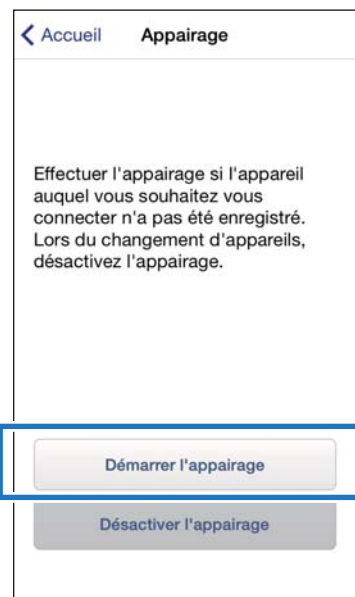 Accueil Appairage
Effectuer l'appairage si l'appareil
auquel vous souhaitez vous
connecter n'a pas été enregistré.
Lors du changement d'appareils,
désactivez l'appairage.
Démarrer l'appairage
Désactiver l'appairage